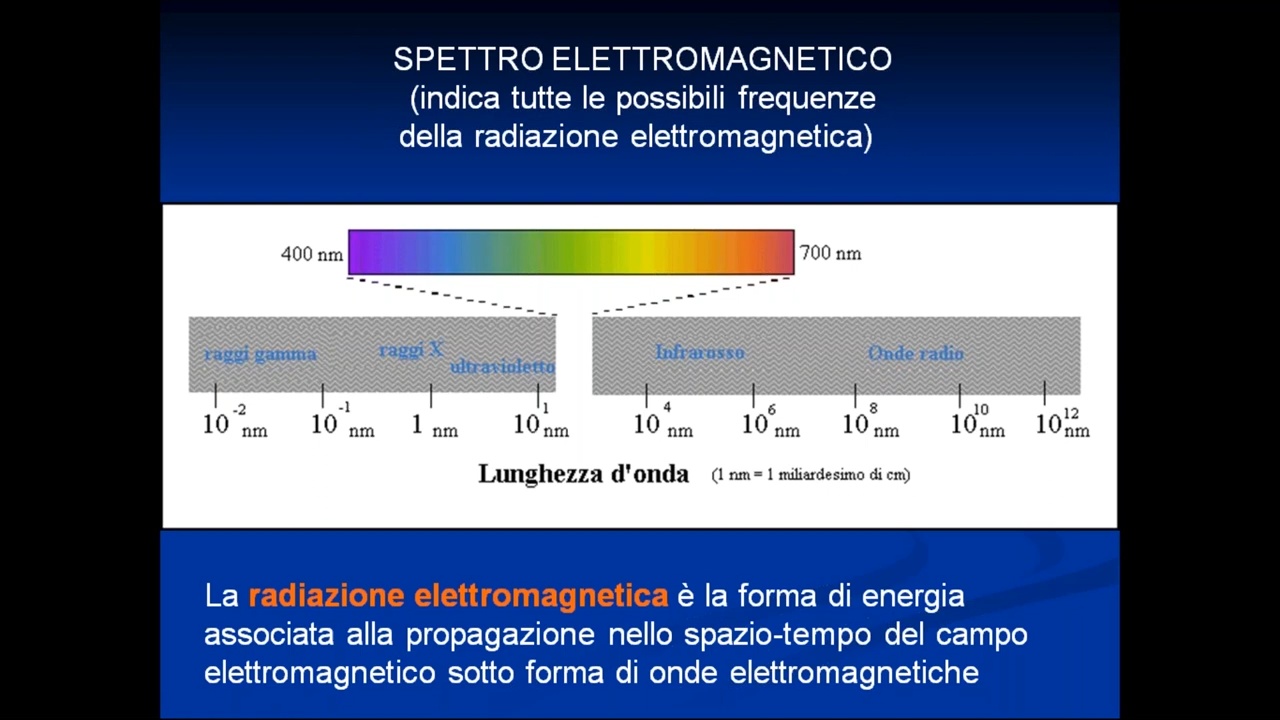 SPETTRO ELETTROMAGNETICO
(indica tutte le possibili frequenze
della radiazione elettromagnetica)
400 nm
700 nm
raggi gamma
raggi X
ultravioletto
Infrarosso
Onde radio
10⁻² nm
10⁻¹ nm
1 nm
10¹ nm
10⁴ nm
10⁶ nm
10⁸ nm
10¹⁰ nm
10¹² nm
Lunghezza d'onda (1 nm = 1 miliardesimo di cm)
La radiazione elettromagnetica è la forma di energia
associata alla propagazione nello spazio-tempo del campo
elettromagnetico sotto forma di onde elettromagnetiche